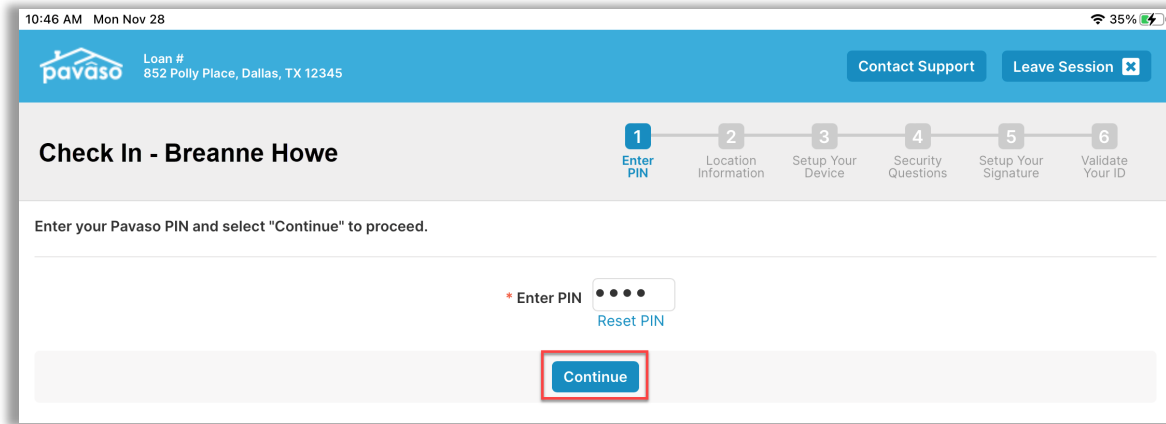 10:46 AM Mon Nov 28
35%
pavaso
Loan #
852 Polly Place, Dallas, TX 12345
Contact Support
Leave Session
Check In - Breanne Howe
1
Enter
PIN
2
Location
Information
3
Setup Your
Device
4
Security
Questions
5
Setup Your
Signature
6
Validate
Your ID
Enter your Pavaso PIN and select "Continue" to proceed.
* Enter PIN ••••
Reset PIN
Continue